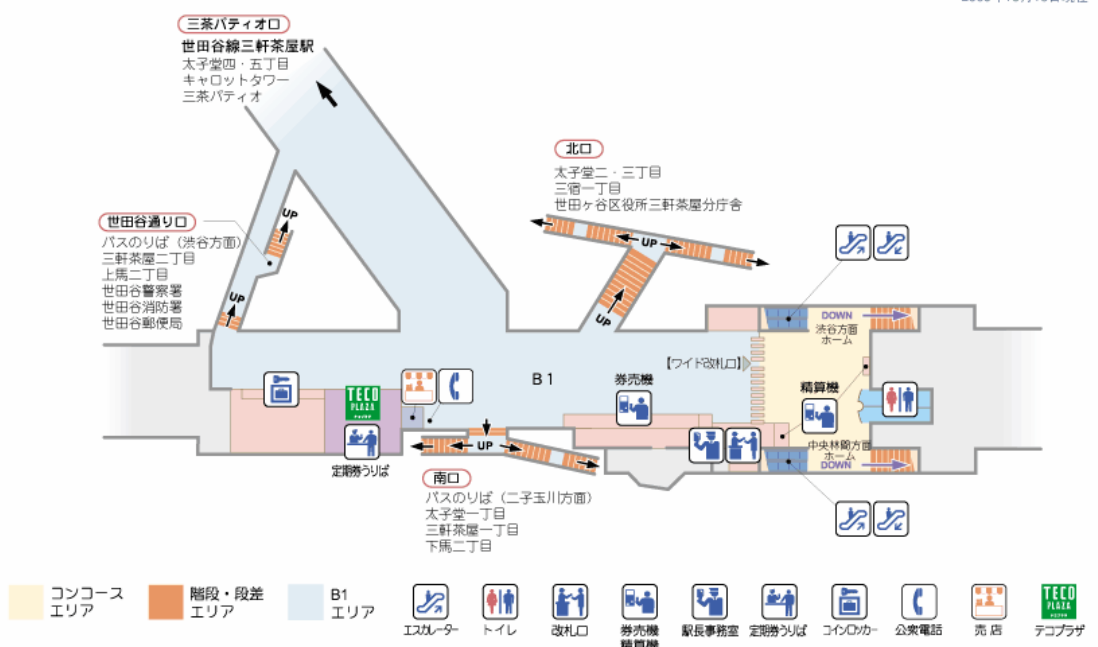 三茶パティオ口
世田谷線三軒茶屋駅
太子堂四・五丁目
キャロットタワー
三茶パティオ
北口
太子堂二・三丁目
三宿一丁目
世田ヶ谷区役所三軒茶屋分庁舎
世田谷通り口
バスのりば(渋谷方面)
三軒茶屋二丁目
上馬二丁目
世田谷警察署
世田谷消防署
世田谷郵便局
UP
UP
UP
UP
DOWN
渋谷方面
ホーム
【ワイド改札口】
B1
券売機
精算機
TECO
PLAZA
定期券うりば
UP
中央林間方面
ホーム
DOWN
南口
バスのりば(二子玉川方面)
太子堂一丁目
三軒茶屋一丁目
下馬二丁目
コンコース
エリア
階段・段差
エリア
B1
エリア
エスカレーター
トイレ
改札口
券売機
精算機
駅長事務室
定期券うりば
コインロッカー
公衆電話
売店
TECO
PLAZA
テコプラザ